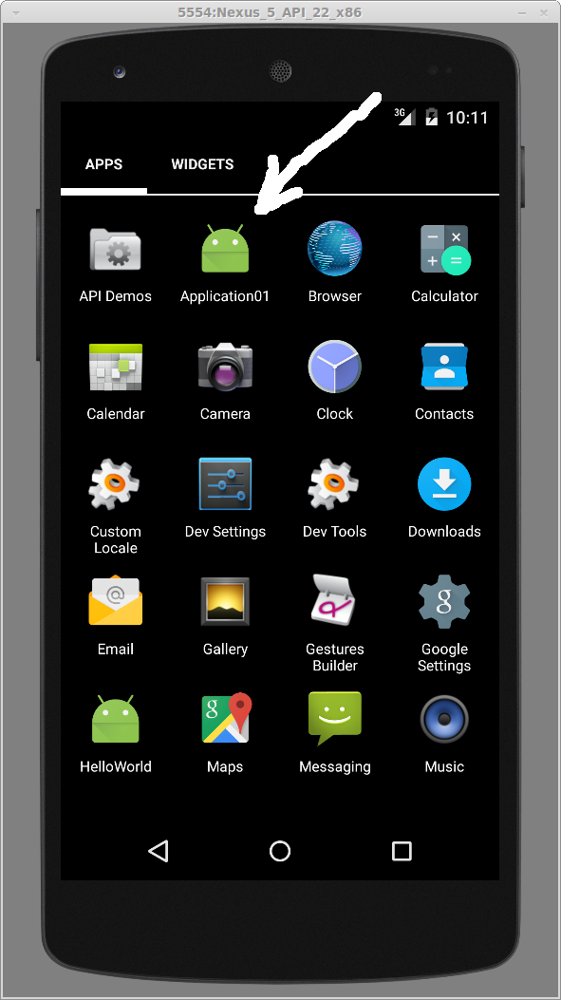 5554:Nexus_5_API_22_x86
3G 10:11
APPS WIDGETS
API Demos Application01 Browser Calculator
Calendar Camera Clock Contacts
Custom Locale Dev Settings Dev Tools Downloads
Email Gallery Gestures Builder Google Settings
HelloWorld Maps Messaging Music